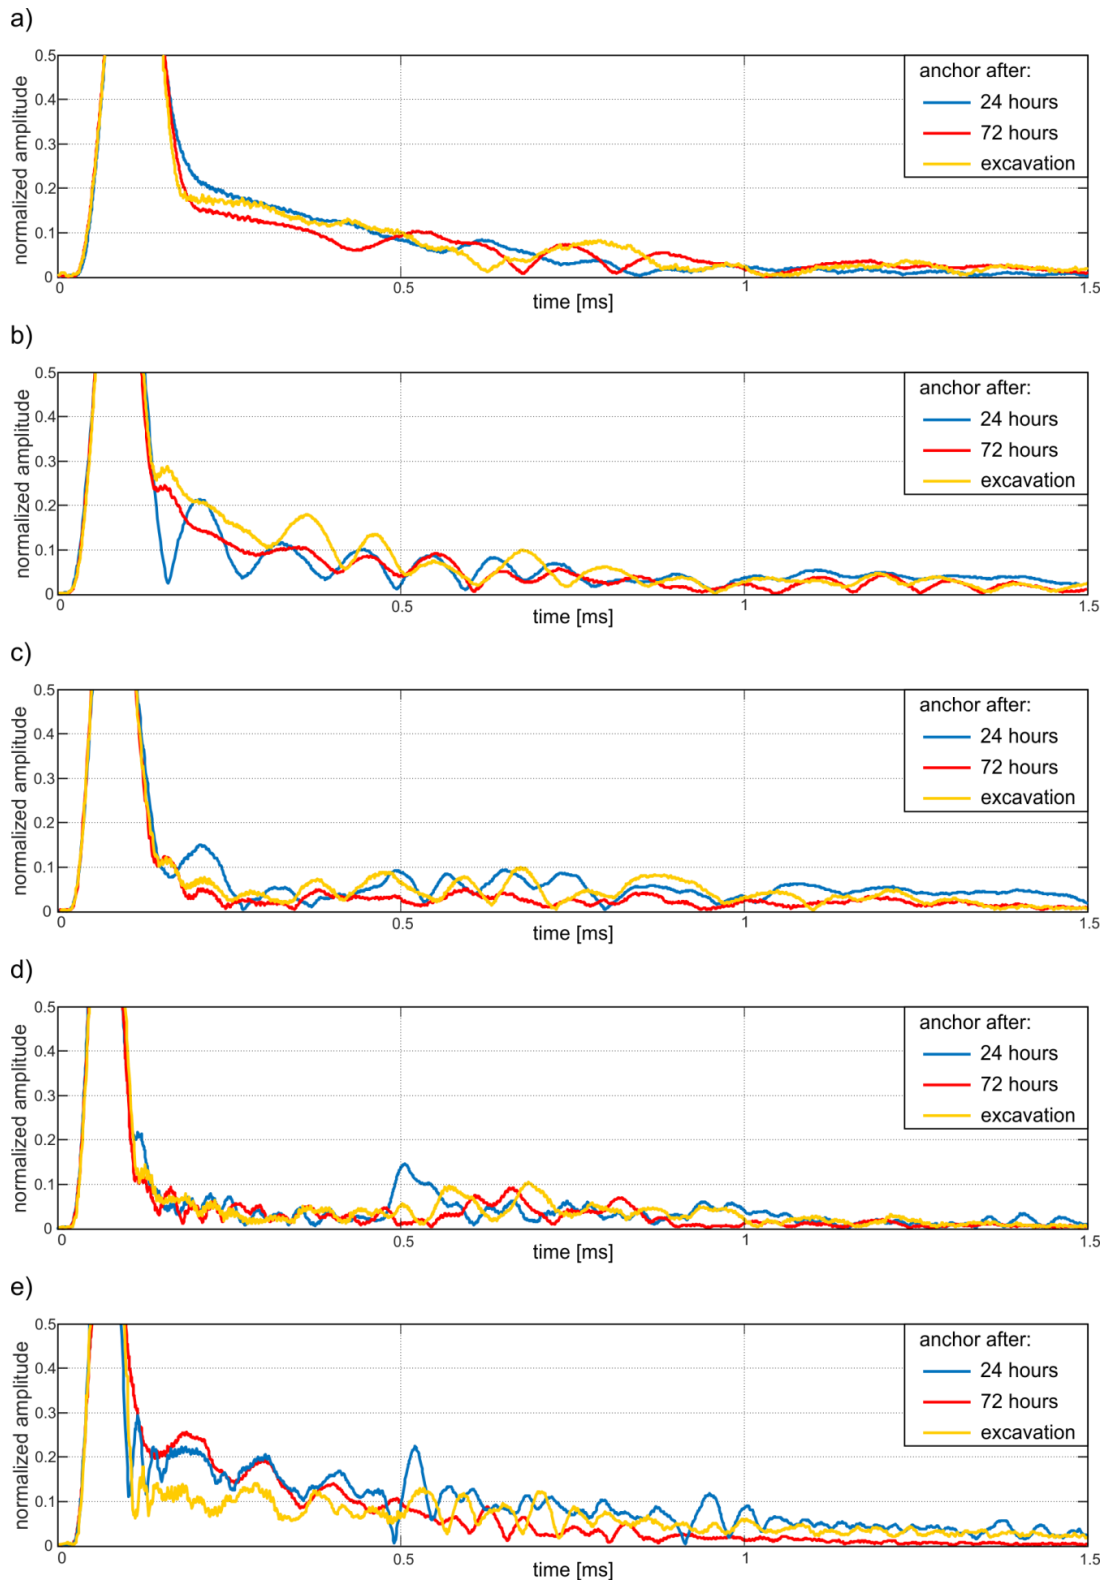 a)
normalized amplitude
0.5
0.4
0.3
0.2
0.1
0
0
0.5
1
1.5
time [ms]
anchor after:
24 hours
72 hours
excavation
b)
normalized amplitude
0.5
0.4
0.3
0.2
0.1
0
0
0.5
1
1.5
time [ms]
anchor after:
24 hours
72 hours
excavation
c)
normalized amplitude
0.5
0.4
0.3
0.2
0.1
0
0
0.5
1
1.5
time [ms]
anchor after:
24 hours
72 hours
excavation
d)
normalized amplitude
0.5
0.4
0.3
0.2
0.1
0
0
0.5
1
1.5
time [ms]
anchor after:
24 hours
72 hours
excavation
e)
normalized amplitude
0.5
0.4
0.3
0.2
0.1
0
0
0.5
1
1.5
time [ms]
anchor after:
24 hours
72 hours
excavation